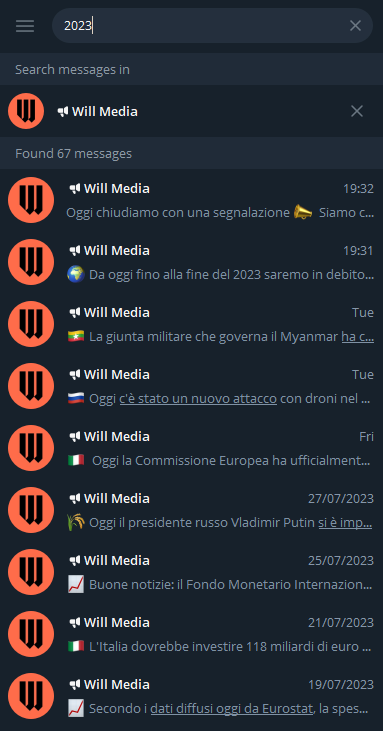 2023
Search messages in
Will Media
Found 67 messages
Will Media 19:32
Oggi chiudiamo con una segnalazione 📣 Siamo c...
Will Media 19:31
🌍 Da oggi fino alla fine del 2023 saremo in debito...
Will Media Tue
🇲🇲 La giunta militare che governa il Myanmar ha c...
Will Media Tue
🇷🇺 Oggi c'è stato un nuovo attacco con droni nel ...
Will Media Fri
🇮🇹 Oggi la Commissione Europea ha ufficialment...
Will Media 27/07/2023
🌾 Oggi il presidente russo Vladimir Putin si è imp...
Will Media 25/07/2023
📈 Buone notizie: il Fondo Monetario Internazion...
Will Media 21/07/2023
🇮🇹 L'Italia dovrebbe investire 118 miliardi di euro ...
Will Media 19/07/2023
📈 Secondo i dati diffusi oggi da Eurostat, la spes...